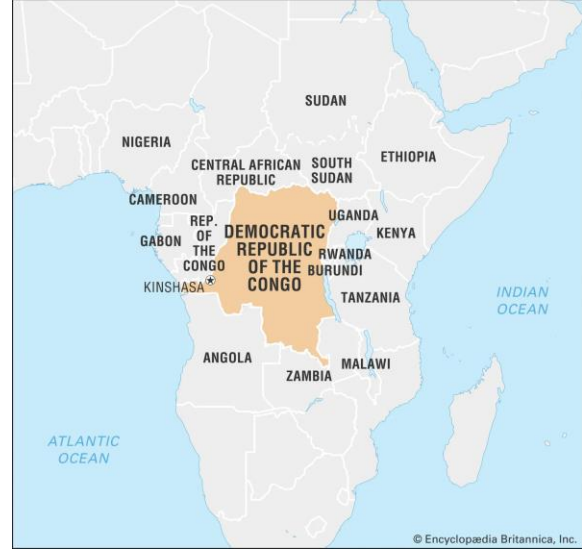 SUDAN
NIGERIA
ETHIOPIA
CENTRAL AFRICAN
REPUBLIC
SOUTH
SUDAN
CAMEROON
UGANDA
KENYA
GABON
REP.
OF
THE
CONGO
DEMOCRATIC
REPUBLIC
OF THE
CONGO
RWANDA
BURUNDI
KINSHASA
TANZANIA
INDIAN
OCEAN
ANGOLA
ZAMBIA
MALAWI
ATLANTIC
OCEAN
© Encyclopædia Britannica, Inc.